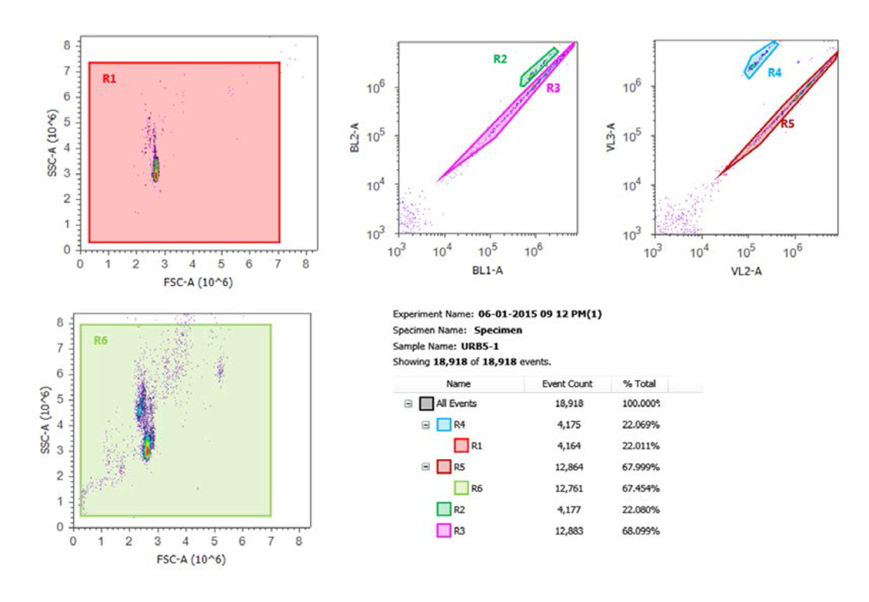 8
7
6
5
4
3
2
1
0
SSC-A (10^6)
R1
0 1 2 3 4 5 6 7 8
FSC-A (10^6)
10^6
10^5
10^4
10^3
BL2-A
R2
R3
10^3 10^4 10^5 10^6
BL1-A
10^6
10^5
10^4
10^3
VL3-A
R4
R5
10^3 10^4 10^5 10^6
VL2-A
8
7
6
5
4
3
2
1
0
SSC-A (10^6)
R6
0 1 2 3 4 5 6 7 8
FSC-A (10^6)
Experiment Name: 06-01-2015 09 12 PM(1)
Specimen Name: Specimen
Sample Name: URB5-1
Showing 18,918 of 18,918 events.
Name Event Count % Total
All Events 18,918 100.000%
R4 4,175 22.069%
R1 4,164 22.011%
R5 12,864 67.999%
R6 12,761 67.454%
R2 4,177 22.080%
R3 12,883 68.099%